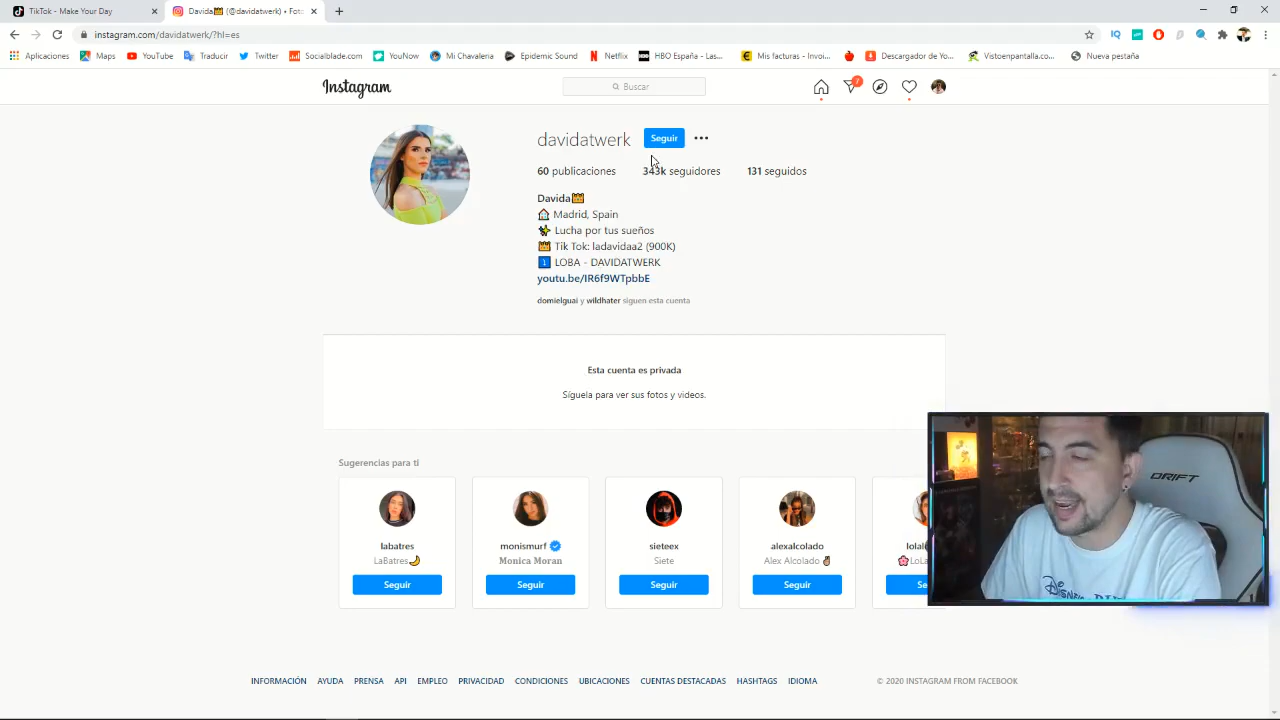 TikTok - Make Your Day
Davida👑 (@davidatwerk) • Foto
instagram.com/davidatwerk/?hl=es
Aplicaciones Maps YouTube Traducir Twitter Socialblade.com YouNow Mi Chavaleria Epidemic Sound Netflix HBO España - Las... Mis facturas - Invoi... Descargador de Yo... Vistoenpantalla.co... Nueva pestaña
Instagram
Buscar
7
davidatwerk Seguir
60 publicaciones 343k seguidores 131 seguidos
Davida👑
🏠 Madrid, Spain
✨ Lucha por tus sueños
👑 Tik Tok: ladavidaa2 (900K)
1️⃣ LOBA - DAVIDATWERK
youtu.be/IR6f9WTpbbE
domielguai y wildhater siguen esta cuenta
Esta cuenta es privada
Síguela para ver sus fotos y videos.
Sugerencias para ti
labatres monismurf sieteex alexalcolado
LaBatres🌙 Monica Moran Siete Alex Alcolado
Seguir Seguir Seguir Seguir
DRIFT
INFORMACIÓN AYUDA PRENSA API EMPLEO PRIVACIDAD CONDICIONES UBICACIONES CUENTAS DESTACADAS HASHTAGS IDIOMA © 2020 INSTAGRAM FROM FACEBOOK